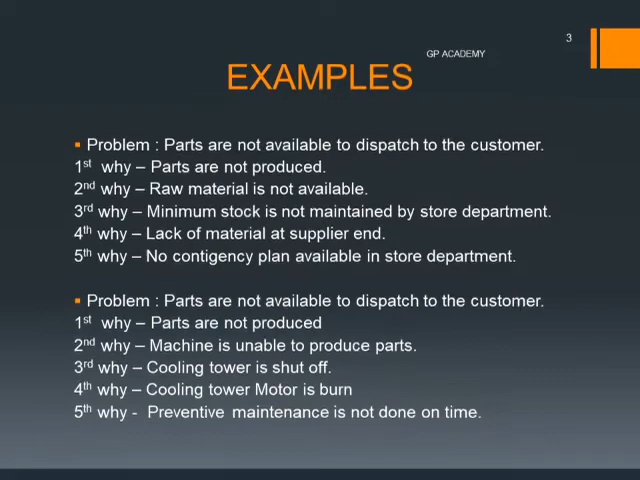 3
GP ACADEMY
EXAMPLES
▪ Problem : Parts are not available to dispatch to the customer.
1st why – Parts are not produced.
2nd why – Raw material is not available.
3rd why – Minimum stock is not maintained by store department.
4th why – Lack of material at supplier end.
5th why – No contigency plan available in store department.
▪ Problem : Parts are not available to dispatch to the customer.
1st why – Parts are not produced
2nd why – Machine is unable to produce parts.
3rd why – Cooling tower is shut off.
4th why – Cooling tower Motor is burn
5th why - Preventive maintenance is not done on time.